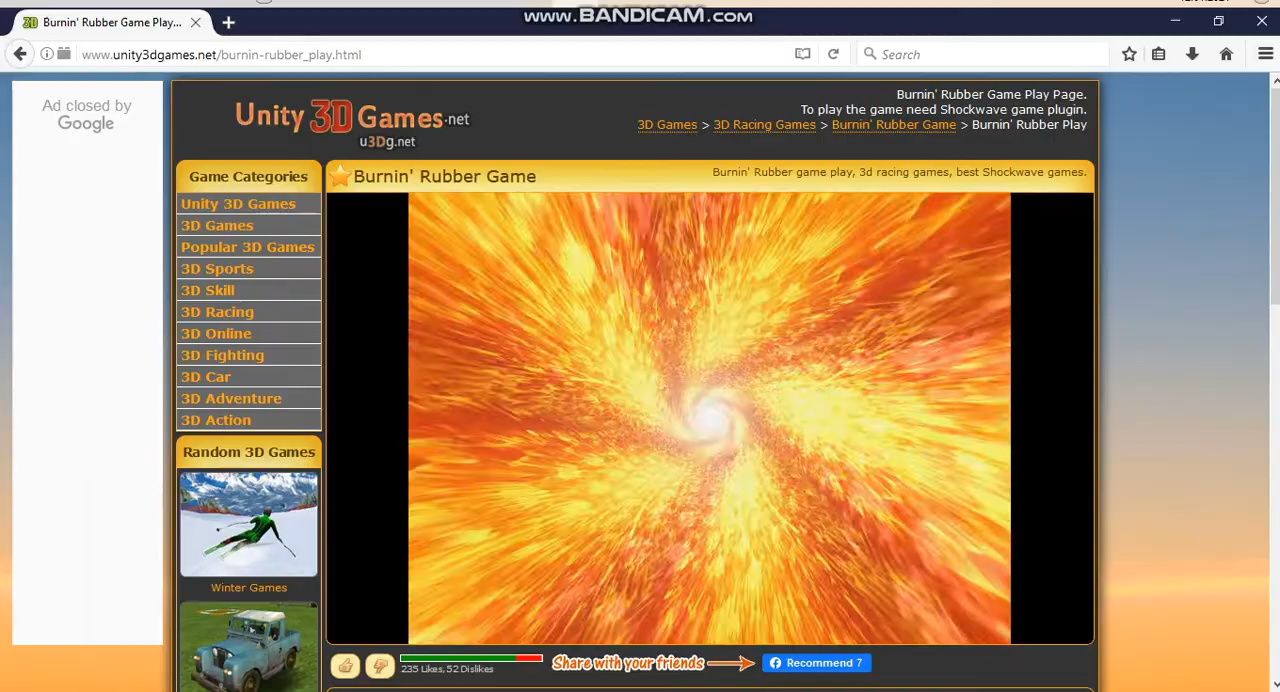 www.BANDICAM.com
Burnin' Rubber Game Play...
www.unity3dgames.net/burnin-rubber_play.html
Search
Ad closed by
Google
Unity 3D Games.net
u3Dg.net
Burnin' Rubber Game Play Page.
To play the game need Shockwave game plugin.
3D Games > 3D Racing Games > Burnin' Rubber Game > Burnin' Rubber Play
Game Categories
Unity 3D Games
3D Games
Popular 3D Games
3D Sports
3D Skill
3D Racing
3D Online
3D Fighting
3D Car
3D Adventure
3D Action
Random 3D Games
Winter Games
Burnin' Rubber Game
Burnin' Rubber game play, 3d racing games, best Shockwave games.
235 Likes, 52 Dislikes
Share with your friends
Recommend 7